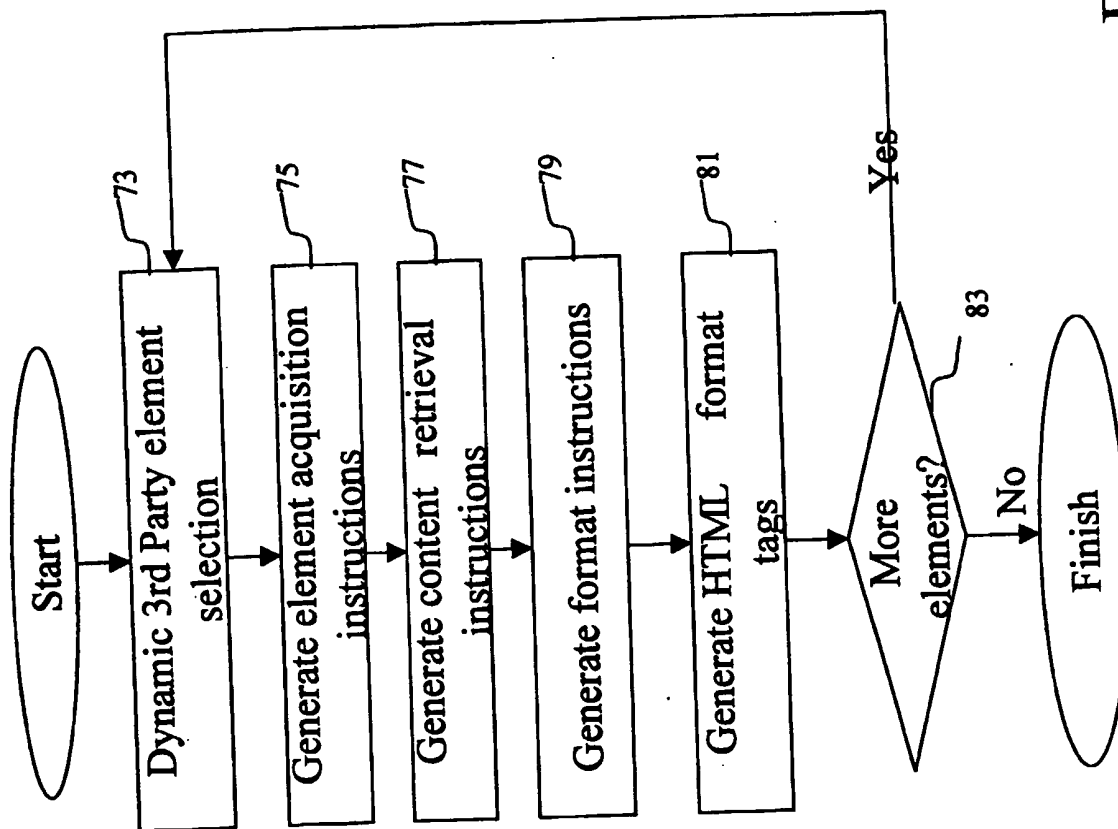 Start
73
Dynamic 3rd Party element
selection
75
Generate element acquisition
instructions
77
Generate content retrieval
instructions
79
Generate format instructions
81
Generate HTML format
tags
More
elements?
83
Yes
No
Finish